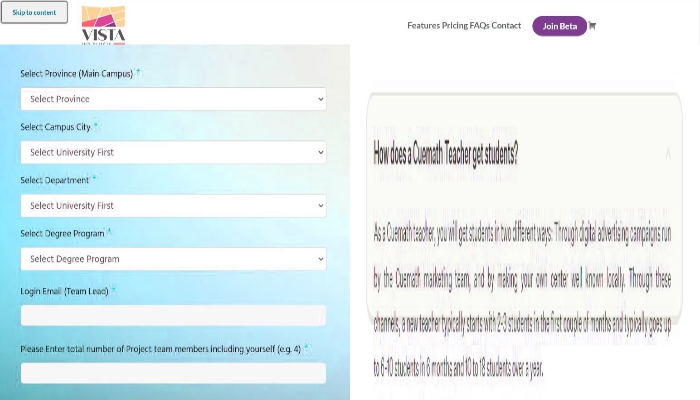 Skip to content
VISTA
Features Pricing FAQs Contact
Join Beta
Select Province (Main Campus) *
Select Province
Select Campus City *
Select University First
Select Department *
Select University First
Select Degree Program *
Select Degree Program
Login Email (Team Lead) *
Please Enter total number of Project team members including yourself (e.g. 4) *
How does a Cuemath Teacher get students?
As a Cuemath teacher, you will get students in two different ways- Through digital advertising campaigns run
by the Cuemath marketing team, and by making your own center well known locally. Through these
channels, a new teacher typically starts with 2-3 students in the first couple of months and typically goes up
to 6-10 students in 6 months and 10 to 18 students over a year.